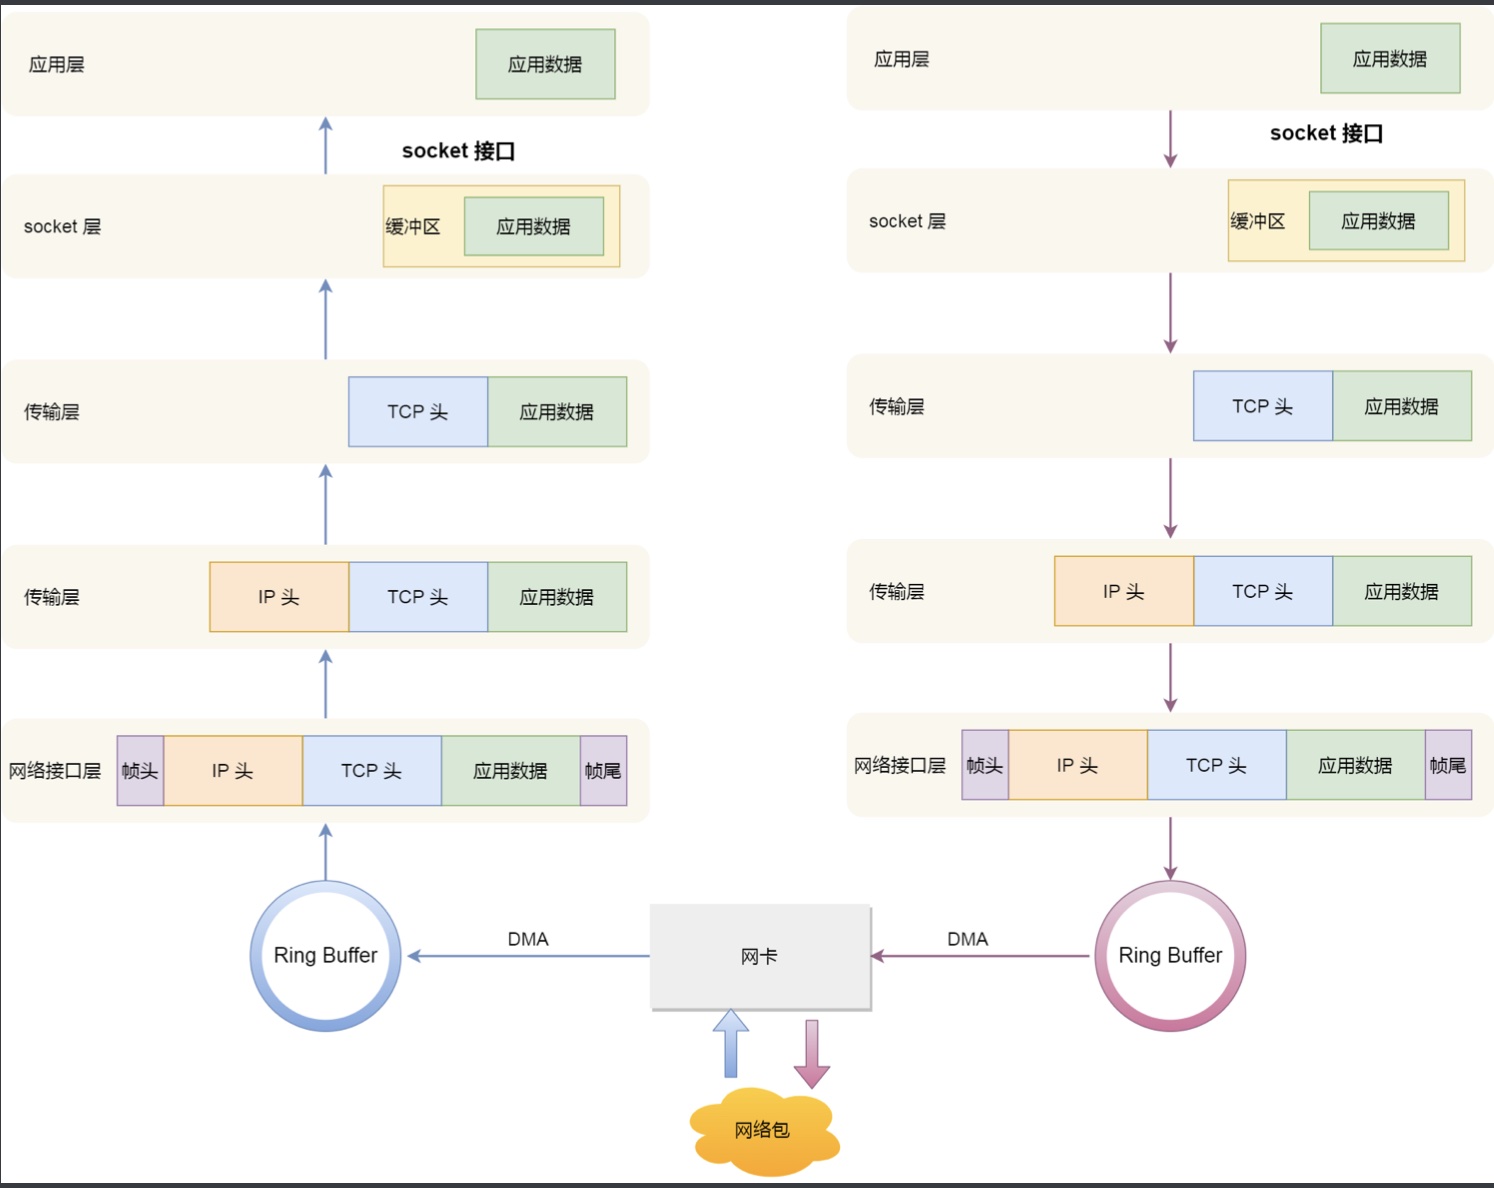 应用层
应用数据
socket 接口
socket 层
缓冲区
应用数据
传输层
TCP 头
应用数据
传输层
IP 头
TCP 头
应用数据
网络接口层
帧头
IP 头
TCP 头
应用数据
帧尾
Ring Buffer
DMA
网卡
网络包
应用层
应用数据
socket 接口
socket 层
缓冲区
应用数据
传输层
TCP 头
应用数据
传输层
IP 头
TCP 头
应用数据
网络接口层
帧头
IP 头
TCP 头
应用数据
帧尾
DMA
Ring Buffer